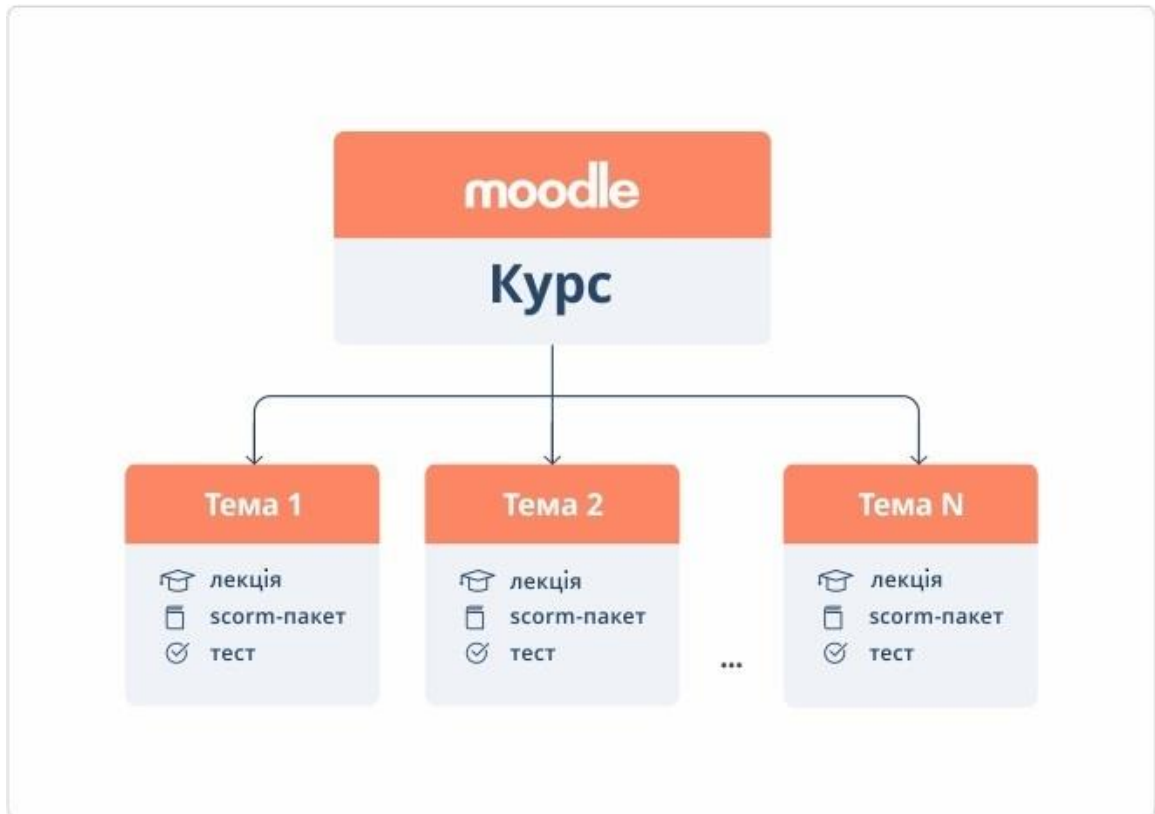 moodle
Курс
Тема 1
лекція
scorm-пакет
тест
Тема 2
лекція
scorm-пакет
тест
...
Тема N
лекція
scorm-пакет
тест